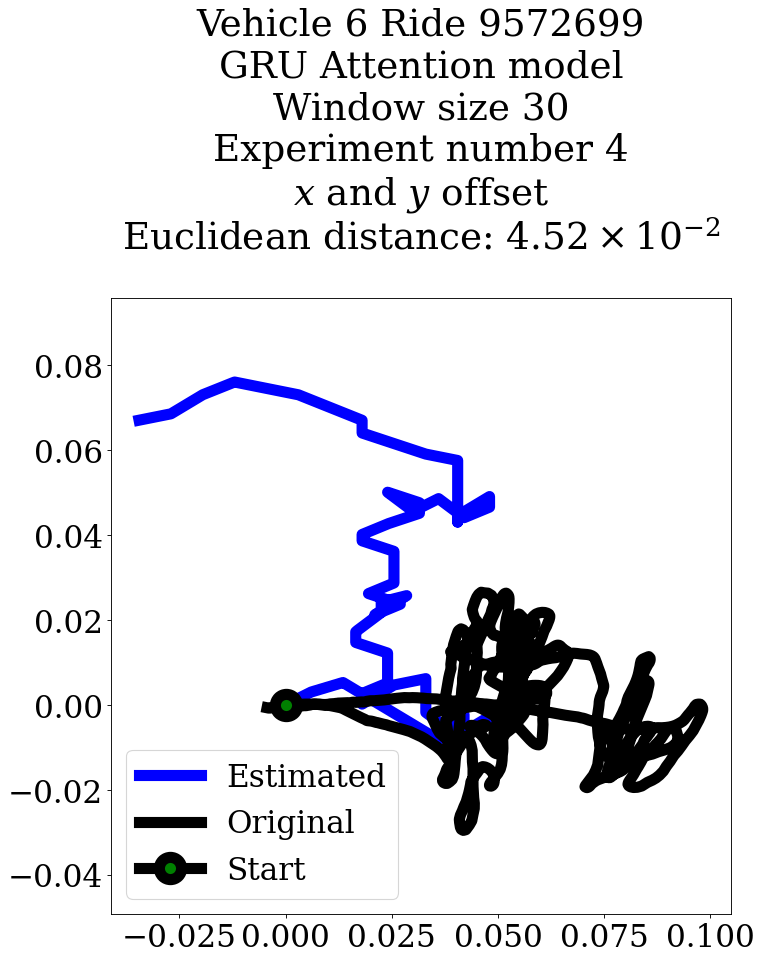 Vehicle 6 Ride 9572699
GRU Attention model
Window size 30
Experiment number 4
x and y offset
Euclidean distance: 4.52 × 10⁻²
0.08
0.06
0.04
0.02
0.00
−0.02
−0.04
Estimated
Original
Start
−0.025 0.000 0.025 0.050 0.075 0.100